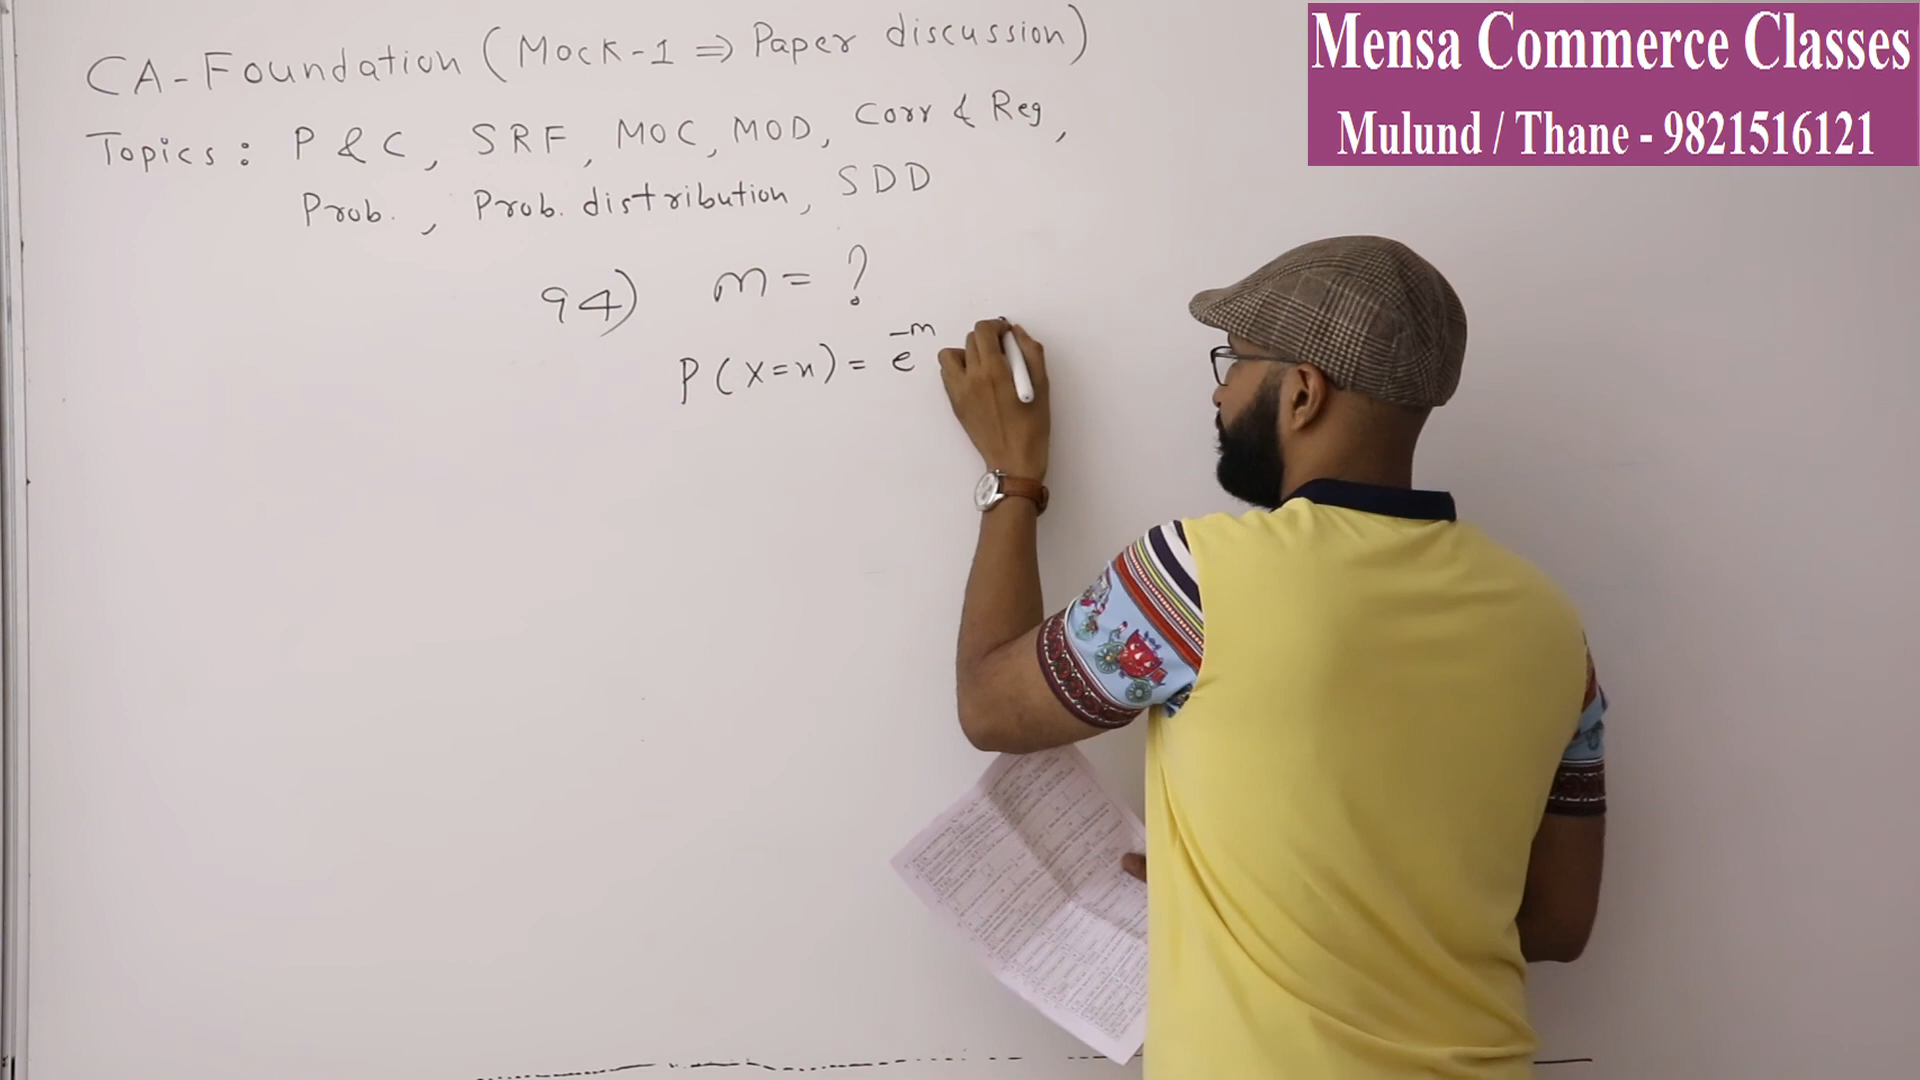 CA-Foundation (Mock-1 ⇒ Paper discussion)
Topics: P & C, SRF, MOC, MOD, Corr & Reg,
Prob., Prob. distribution, SDD
94) m = ?
P(X=x) = e^-m
Mensa Commerce Classes
Mulund / Thane - 9821516121